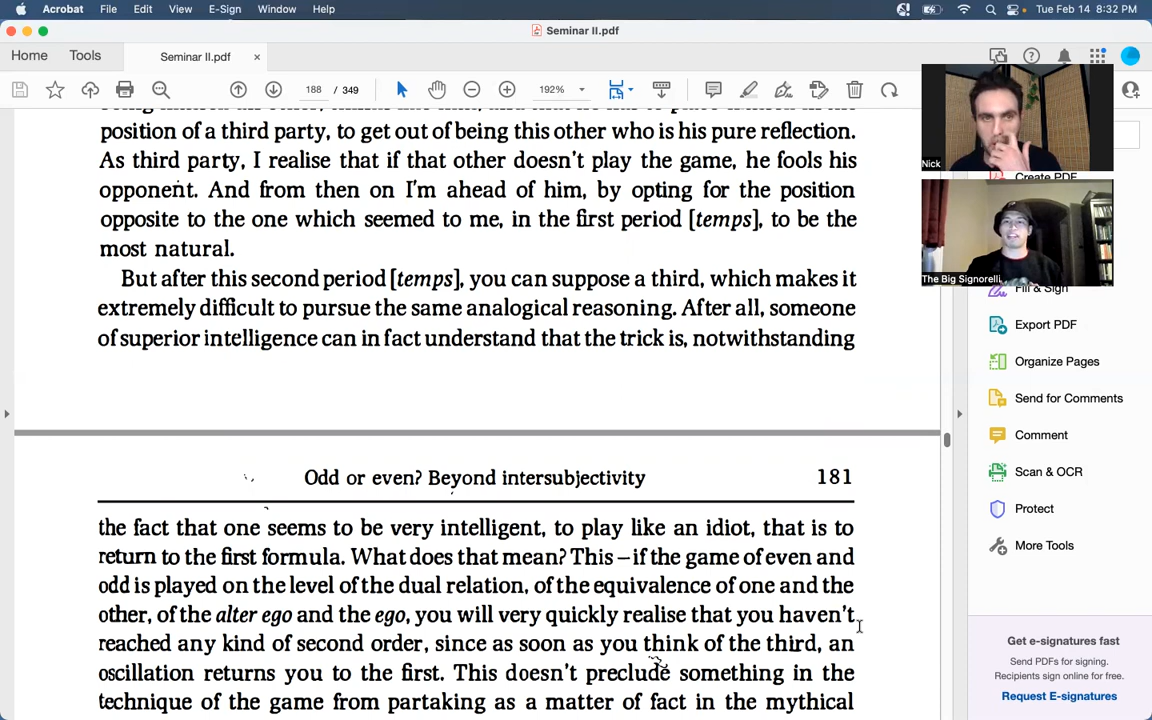 Acrobat File Edit View E-Sign Window Help
Tue Feb 14 8:32 PM
Seminar II.pdf
Home Tools Seminar II.pdf ×
188 / 349
192%
Nick
The Big Signorelli
position of a third party, to get out of being this other who is his pure reflection.
As third party, I realise that if that other doesn't play the game, he fools his
opponent. And from then on I'm ahead of him, by opting for the position
opposite to the one which seemed to me, in the first period [temps], to be the
most natural.
But after this second period [temps], you can suppose a third, which makes it
extremely difficult to pursue the same analogical reasoning. After all, someone
of superior intelligence can in fact understand that the trick is, notwithstanding
Odd or even? Beyond intersubjectivity 181
the fact that one seems to be very intelligent, to play like an idiot, that is to
return to the first formula. What does that mean? This – if the game of even and
odd is played on the level of the dual relation, of the equivalence of one and the
other, of the alter ego and the ego, you will very quickly realise that you haven't
reached any kind of second order, since as soon as you think of the third, an
oscillation returns you to the first. This doesn't preclude something in the
technique of the game from partaking as a matter of fact in the mythical
Create PDF
Fill & Sign
Export PDF
Organize Pages
Send for Comments
Comment
Scan & OCR
Protect
More Tools
Get e-signatures fast
Send PDFs for signing.
Recipients sign online for free.
Request E-signatures